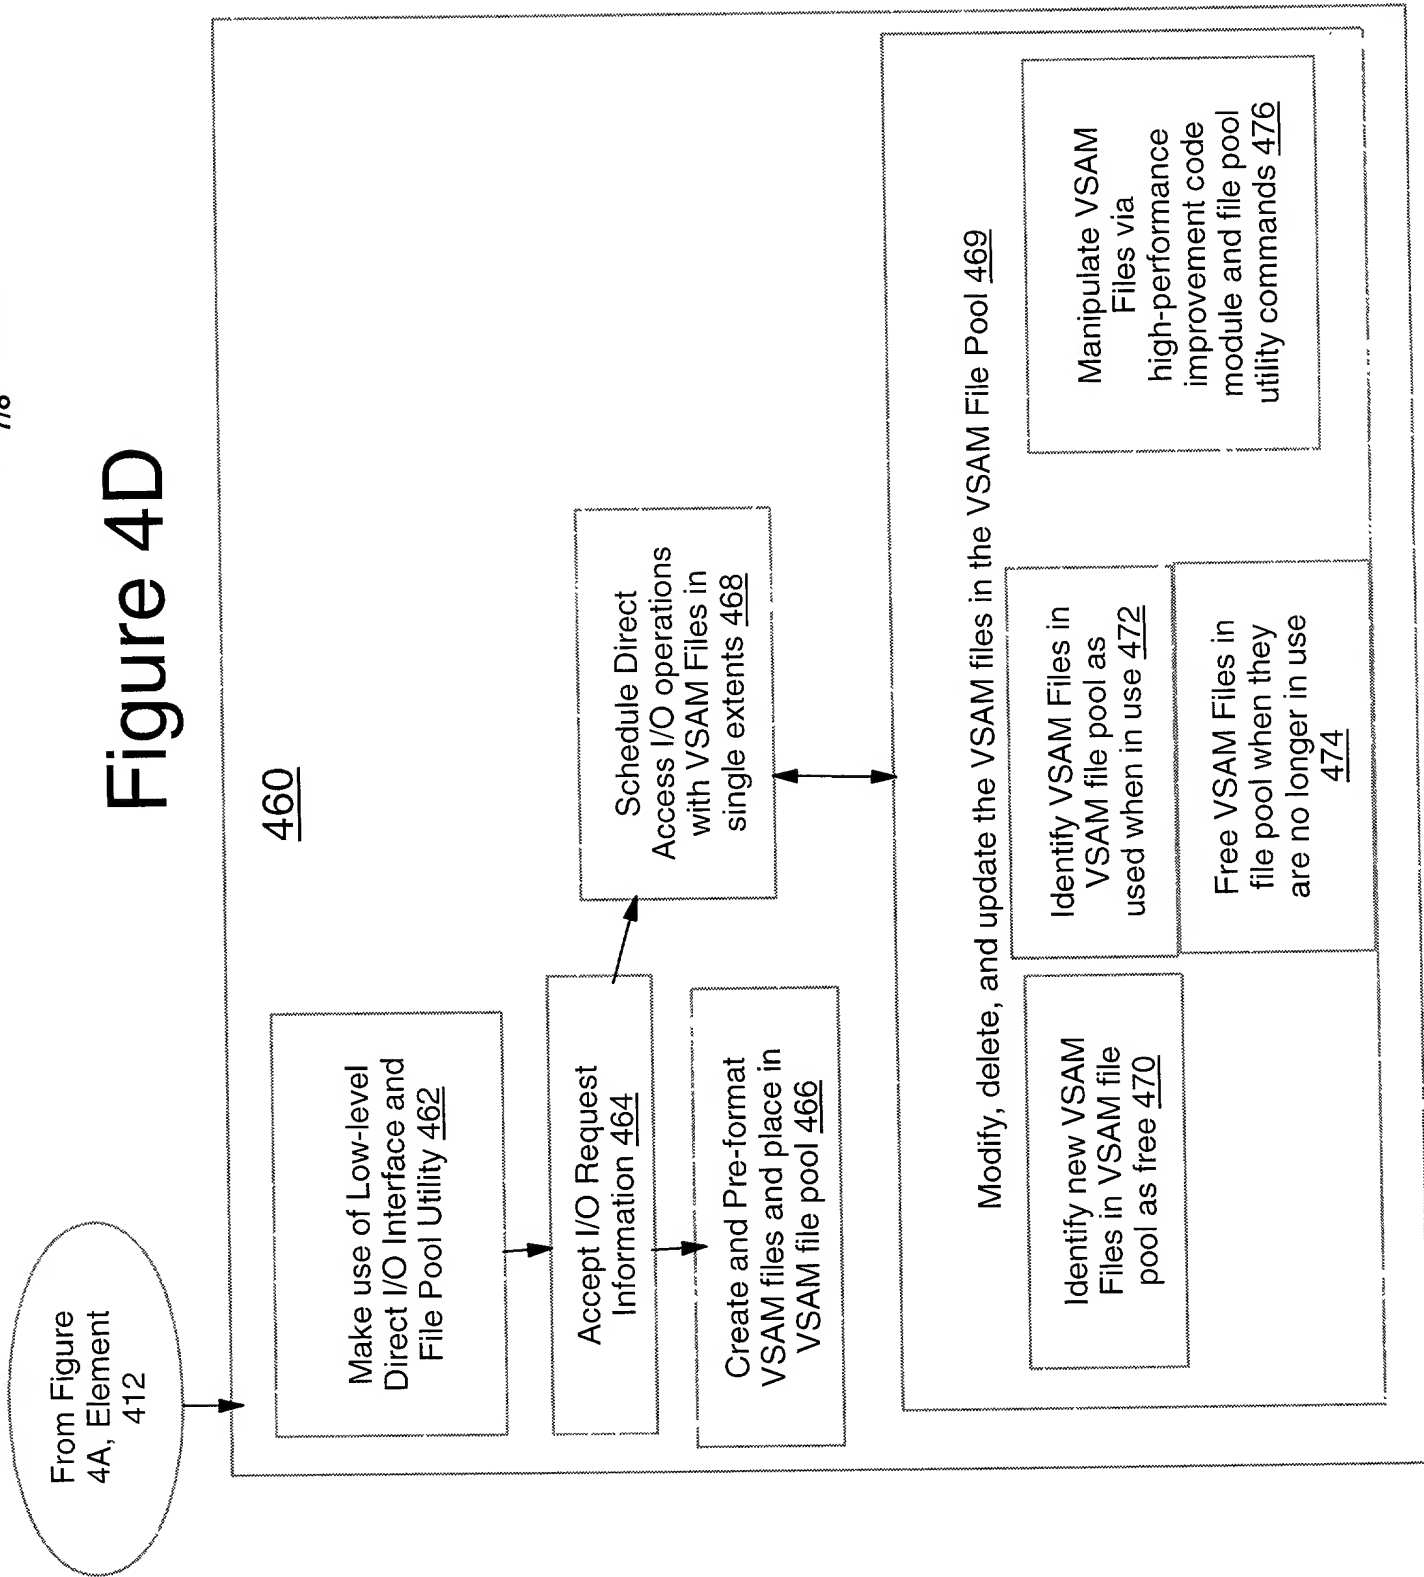 7/8
Figure 4D
From Figure
4A, Element
412
460
Make use of Low-level
Direct I/O Interface and
File Pool Utility 462
Accept I/O Request
Information 464
Create and Pre-format
VSAM files and place in
VSAM file pool 466
Schedule Direct
Access I/O operations
with VSAM Files in
single extents 468
Modify, delete, and update the VSAM files in the VSAM File Pool 469
Identify new VSAM
Files in VSAM file
pool as free 470
Identify VSAM Files in
VSAM file pool as
used when in use 472
Free VSAM Files in
file pool when they
are no longer in use
474
Manipulate VSAM
Files via
high-performance
improvement code
module and file pool
utility commands 476